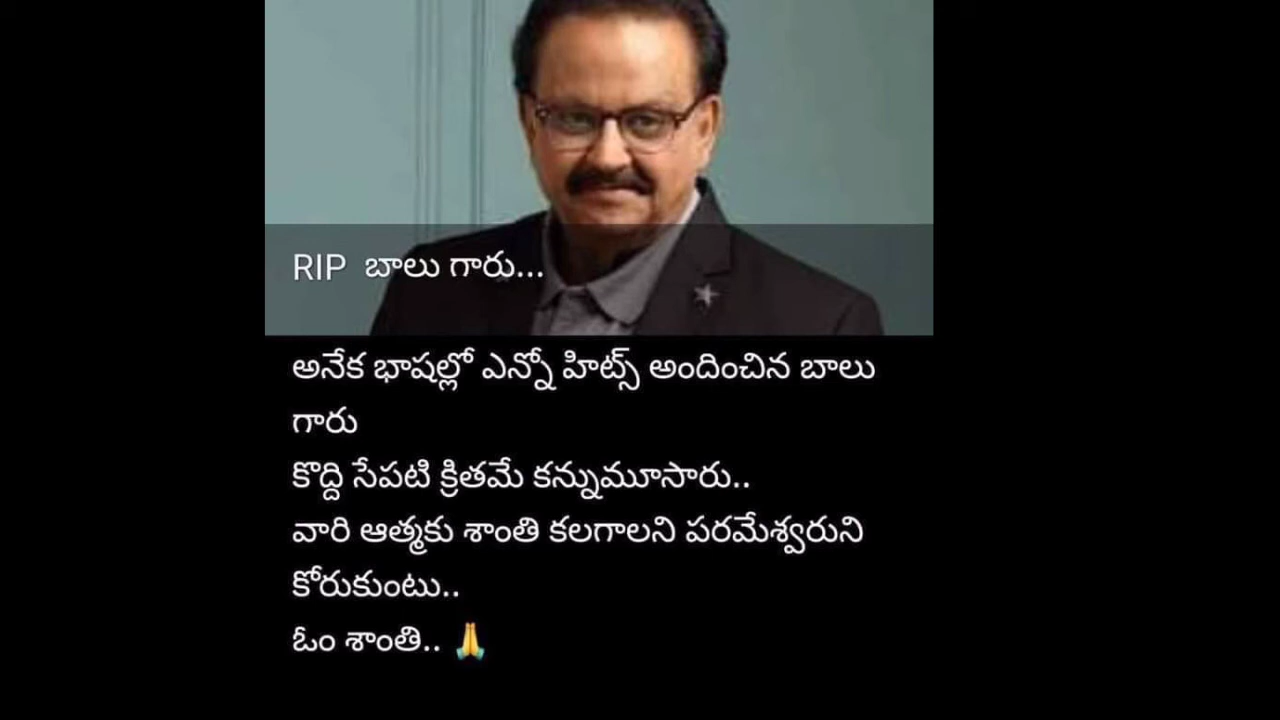 RIP బాలు గారు...
అనేక భాషల్లో ఎన్నో హిట్స్ అందించిన బాలు
గారు
కొద్ది సేపటి క్రితమే కన్నుమూసారు..
వారి ఆత్మకు శాంతి కలగాలని పరమేశ్వరుని
కోరుకుంటు..
ఓం శాంతి.. 🙏